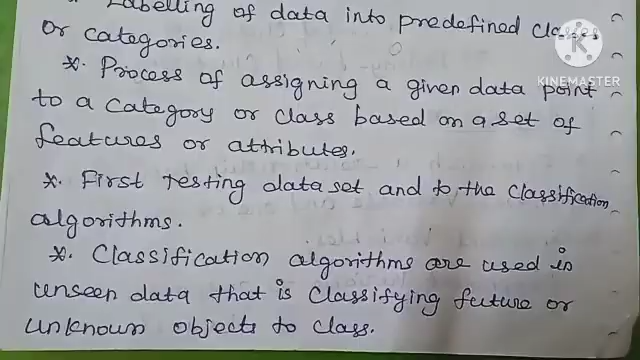 Labelling of data into predefined classes
or categories.
*. Process of assigning a given data point
to a category or class based on a set of
features or attributes.
*. First testing dataset and to the classification
algorithms.
*. Classification algorithms are used in
unseen data that is classifying future or
unknown objects to class.
KINEMASTER